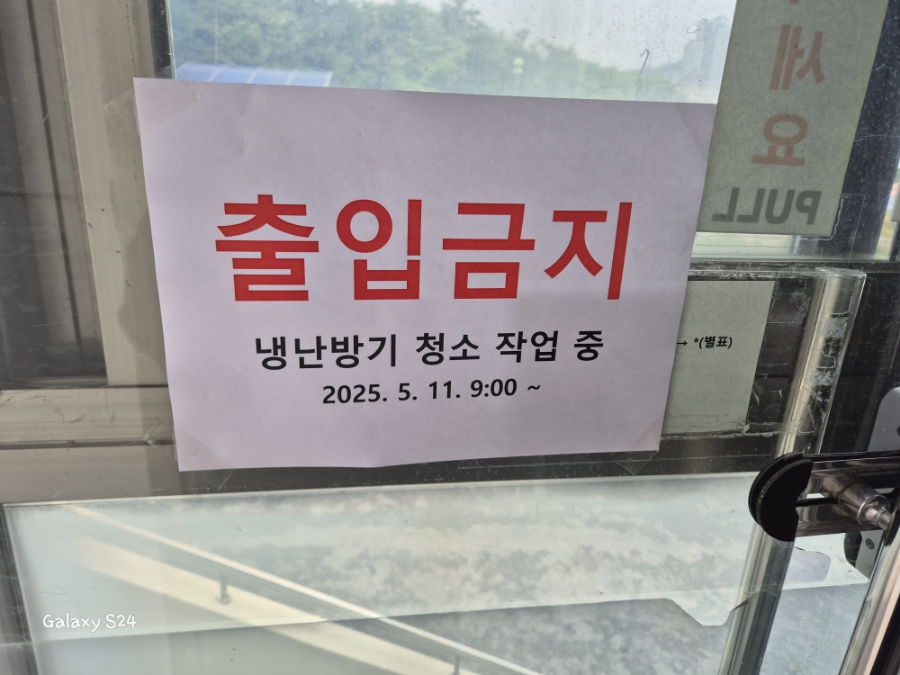 출입금지
냉난방기 청소 작업 중
2025. 5. 11. 9:00 ~
세요
PULL
→ *(별표)
Galaxy S24